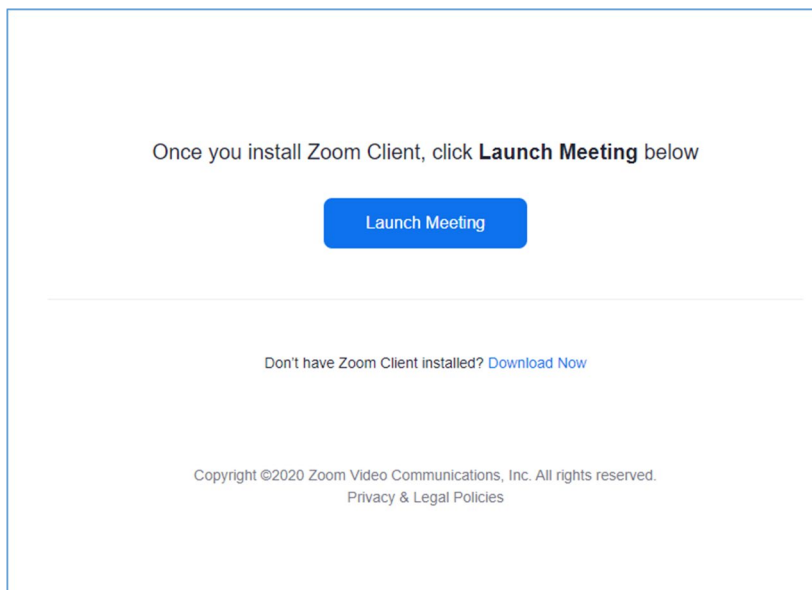 Once you install Zoom Client, click Launch Meeting below
Launch Meeting
Don't have Zoom Client installed? Download Now
Copyright ©2020 Zoom Video Communications, Inc. All rights reserved.
Privacy & Legal Policies